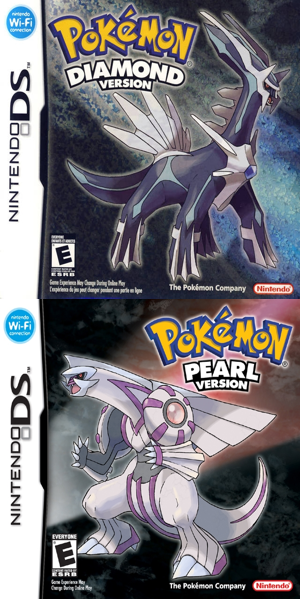 Nintendo
Wi-Fi
connection
NINTENDO DS™
POKéMON
DIAMOND
VERSION
EVERYONE
E
ESRB
Game Experience May Change During Online Play
L'expérience de jeu peut changer pendant une partie en ligne
The Pokémon Company
Nintendo
Nintendo
Wi-Fi
connection
NINTENDO DS™
POKéMON
PEARL
VERSION
EVERYONE
E
ESRB
Game Experience May
Change During Online Play
The Pokémon Company
Nintendo